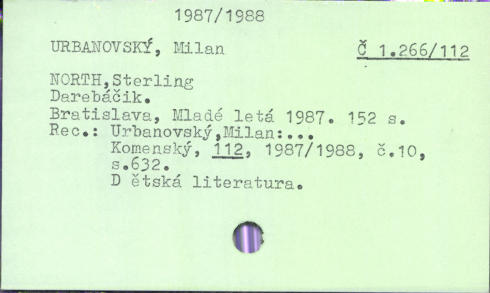 1987/1988
URBANOVSKÝ, Milan Č 1.266/112
NORTH,Sterling
Darebáčik.
Bratislava, Mladé letá 1987. 152 s.
Rec.: Urbanovský,Milan:...
Komenský, 112, 1987/1988, č.10,
s.632.
D ětská literatura.